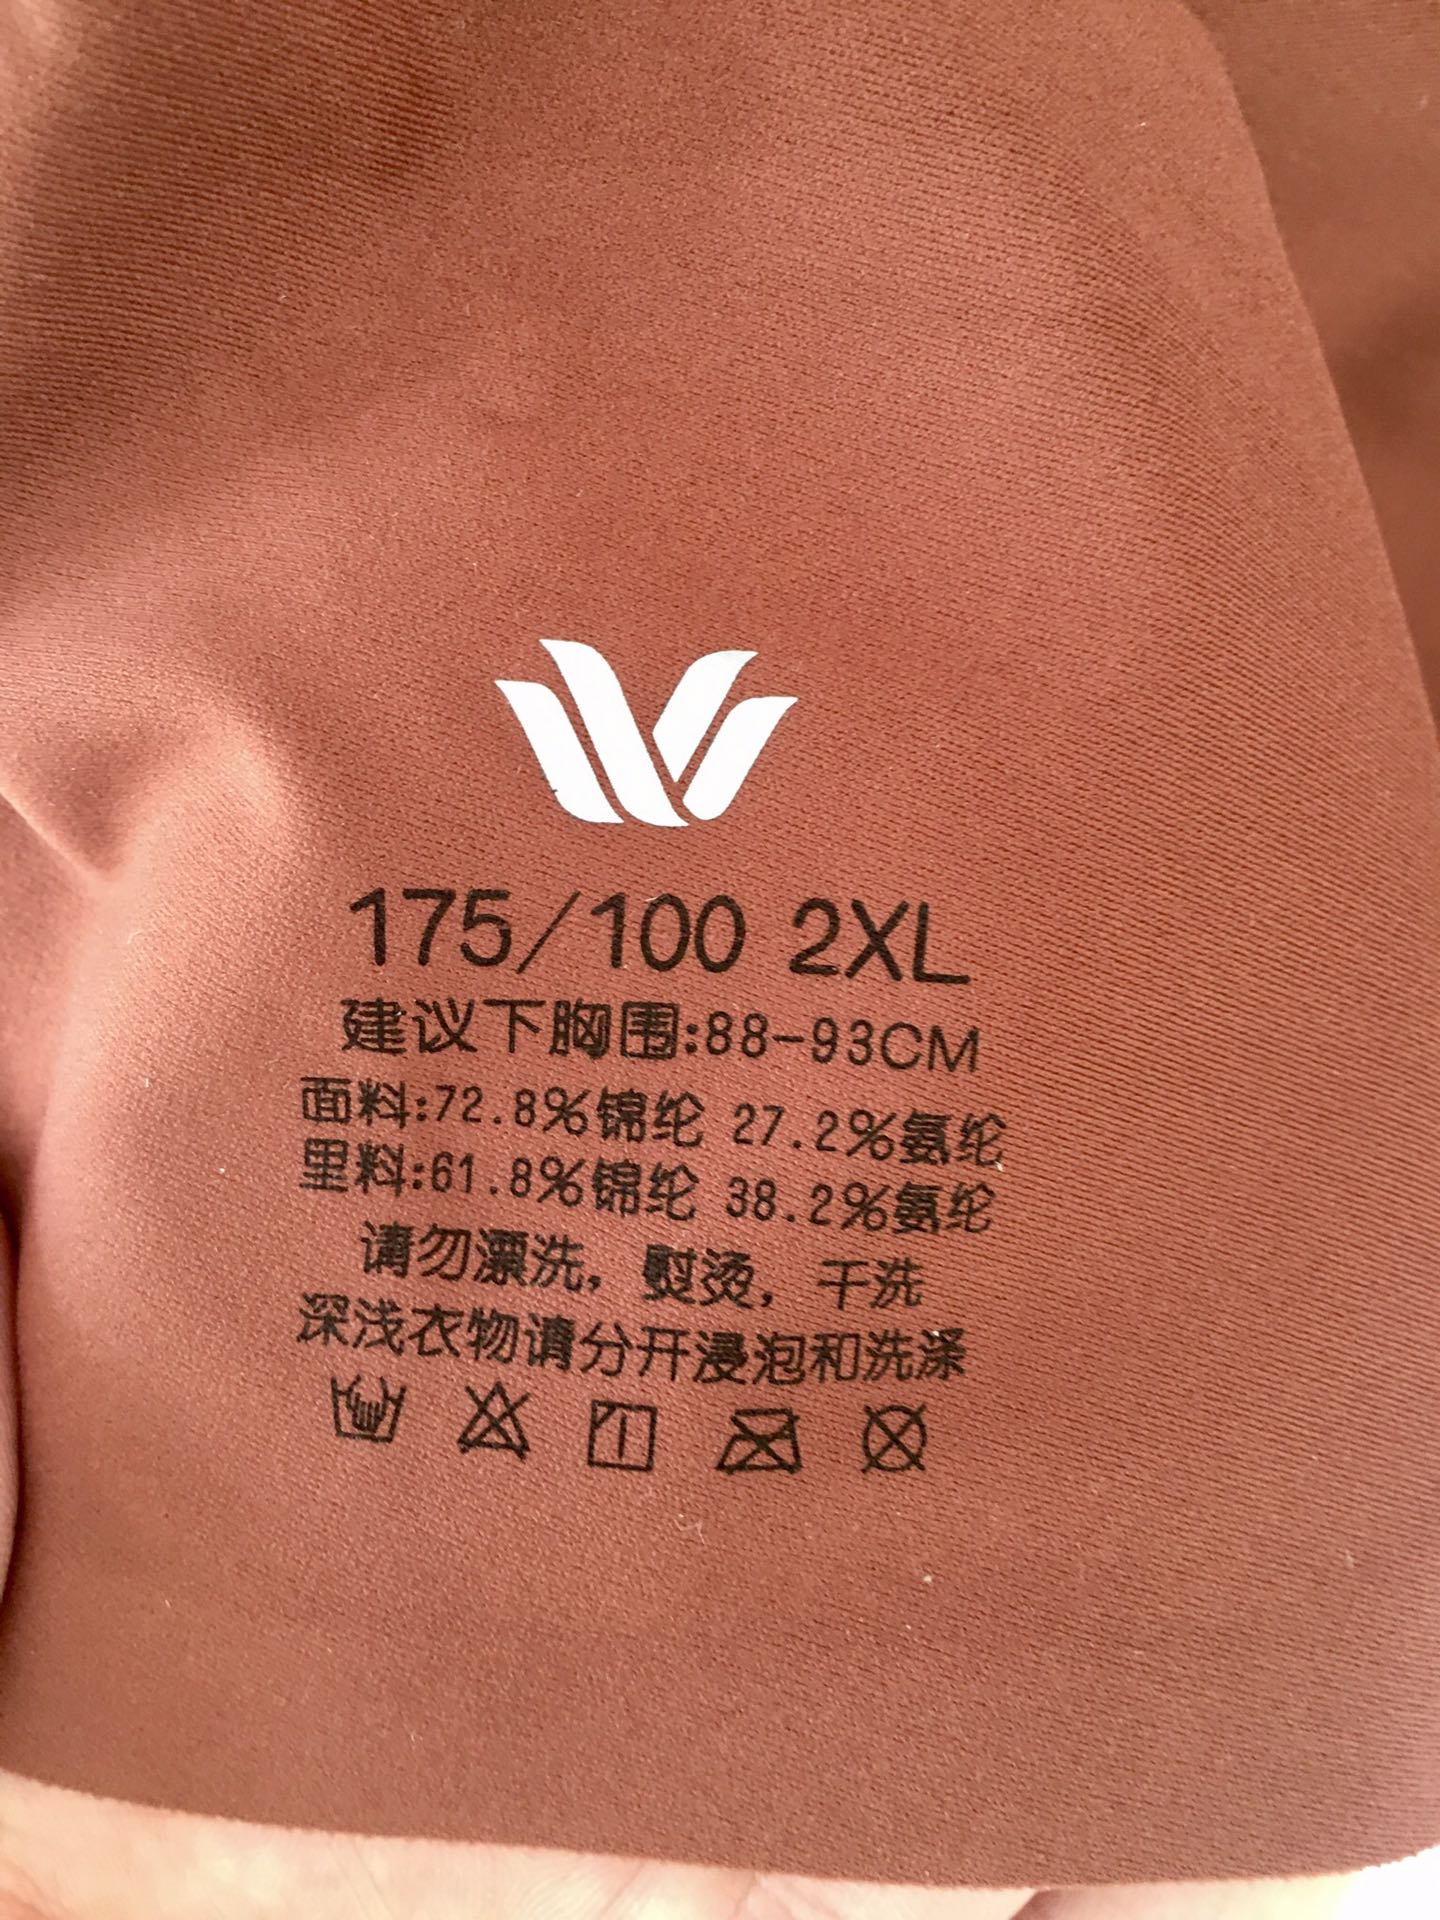 175/100 2XL
建议下胸围:88-93CM
面料:72.8%锦纶 27.2%氨纶
里料:61.8%锦纶 38.2%氨纶
请勿漂洗，熨烫，干洗
深浅衣物请分开浸泡和洗涤